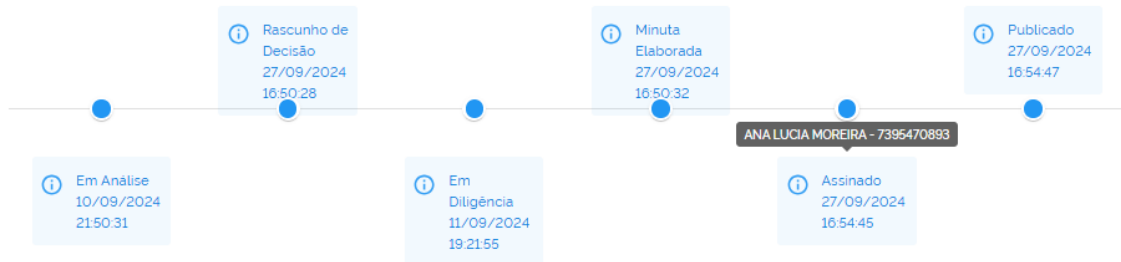 Rascunho de
Decisão
27/09/2024
16:50:28
Minuta
Elaborada
27/09/2024
16:50:32
Publicado
27/09/2024
16:54:47
ANA LUCIA MOREIRA - 7395470893
Em Análise
10/09/2024
21:50:31
Em
Diligência
11/09/2024
19:21:55
Assinado
27/09/2024
16:54:45